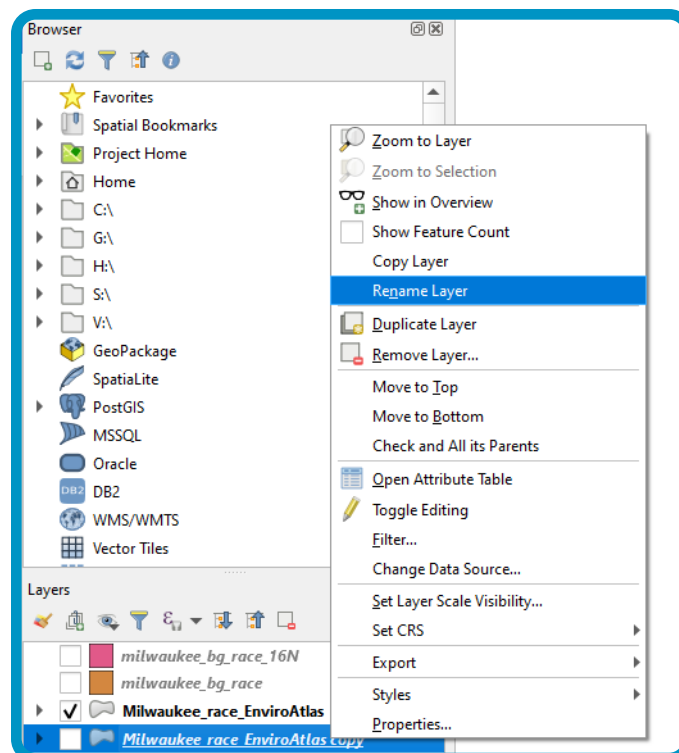 Browser
Favorites
Spatial Bookmarks
Project Home
Home
C:\
G:\
H:\
S:\
V:\
GeoPackage
SpatiaLite
PostGIS
MSSQL
Oracle
DB2
DB2
WMS/WMTS
Vector Tiles
Zoom to Layer
Zoom to Selection
Show in Overview
Show Feature Count
Copy Layer
Rename Layer
Duplicate Layer
Remove Layer...
Move to Top
Move to Bottom
Check and All its Parents
Open Attribute Table
Toggle Editing
Filter...
Change Data Source...
Set Layer Scale Visibility...
Set CRS
Export
Styles
Properties...
Layers
milwaukee_bg_race_16N
milwaukee_bg_race
Milwaukee_race_EnviroAtlas
Milwaukee_race_EnviroAtlas copy